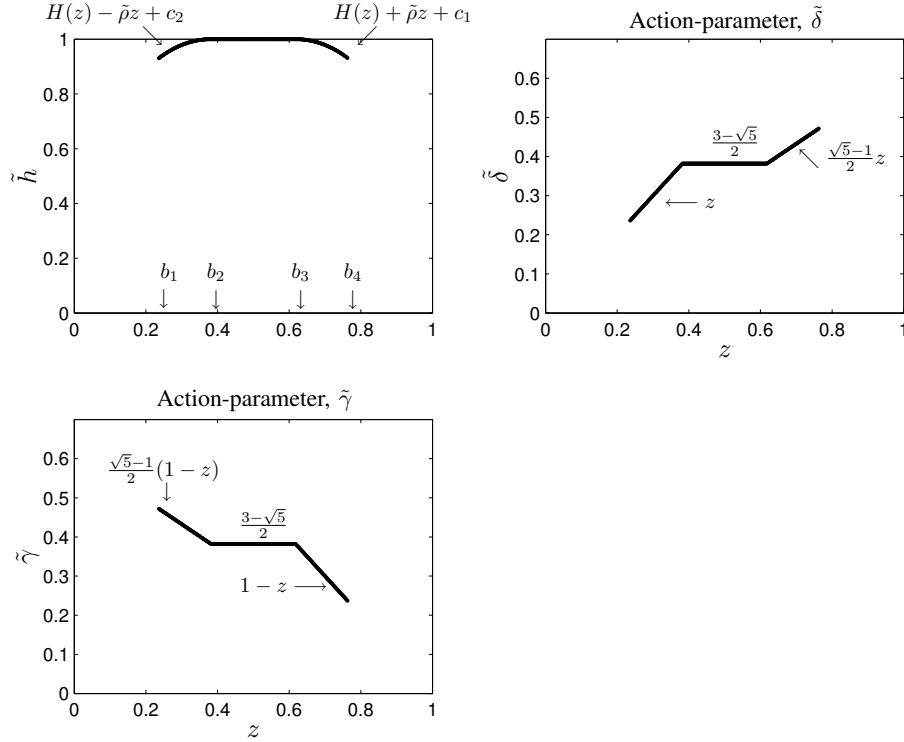 H(z) − ρ̃z + c₂
H(z) + ρ̃z + c₁
1
0.8
0.6
0.4
0.2
0
h̃
b₁ b₂ b₃ b₄
0 0.2 0.4 0.6 0.8 1
Action-parameter, δ̃
0.6
0.5
0.4
0.3
0.2
0.1
0
δ̃
(3−√5)/2
(√5−1)/2 z
← z
0 0.2 0.4 0.6 0.8 1
z
Action-parameter, γ̃
0.6
0.5
0.4
0.3
0.2
0.1
0
γ̃
(√5−1)/2 (1 − z)
(3−√5)/2
1 − z →
0 0.2 0.4 0.6 0.8 1
z